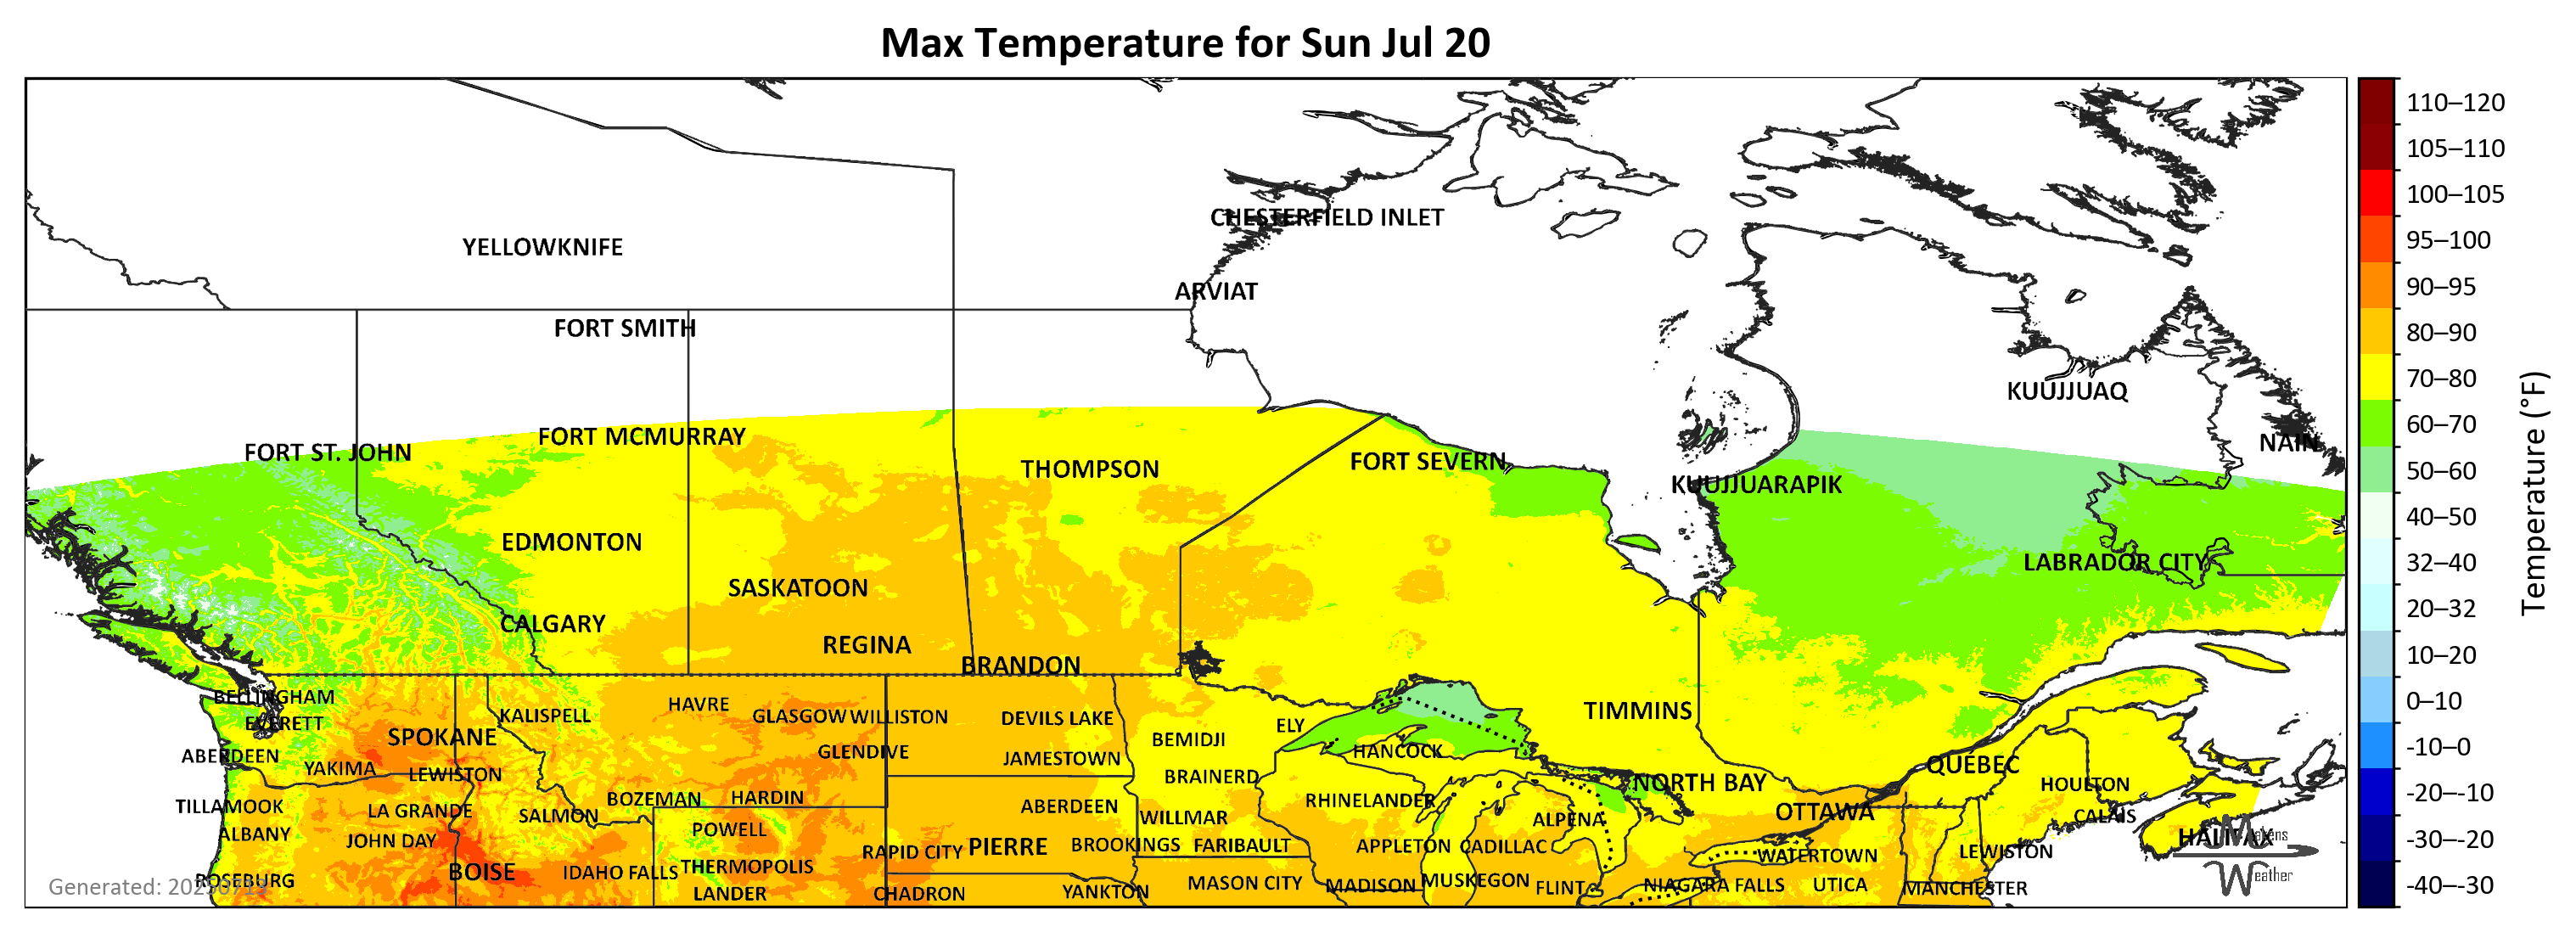 Max Temperature for Sun Jul 20
CHESTERFIELD INLET
YELLOWKNIFE
ARVIAT
FORT SMITH
KUUJJUAQ
FORT MCMURRAY
NAIN
FORT ST. JOHN
FORT SEVERN
THOMPSON
KUUJJUARAPIK
EDMONTON
LABRADOR CITY
SASKATOON
CALGARY
REGINA
BRANDON
BELLINGHAM
HAVRE
TIMMINS
KALISPELL
GLASGOW
WILLISTON
DEVILS LAKE
EVERETT
ELY
SPOKANE
BEMIDJI
HANCOCK
GLENDIVE
ABERDEEN
JAMESTOWN
QUÉBEC
YAKIMA
LEWISTON
BRAINERD
NORTH BAY
HOULTON
BOZEMAN
HARDIN
RHINELANDER
TILLAMOOK
LA GRANDE
ABERDEEN
OTTAWA
SALMON
WILLMAR
CALAIS
ALPENA
ALBANY
POWELL
HALIFAX
JOHN DAY
PIERRE
BROOKINGS
FARIBAULT
APPLETON
CADILLAC
RAPID CITY
LEWISTON
WATERTOWN
THERMOPOLIS
BOISE
IDAHO FALLS
ROSEBURG
MASON CITY
MADISON
MUSKEGON
NIAGARA FALLS
UTICA
FLINT
MANCHESTER
LANDER
CHADRON
YANKTON
Weather
110–120
105–110
100–105
95–100
90–95
80–90
70–80
60–70
50–60
40–50
32–40
20–32
10–20
0–10
-10–0
-20–-10
-30–-20
-40–-30
Temperature (°F)